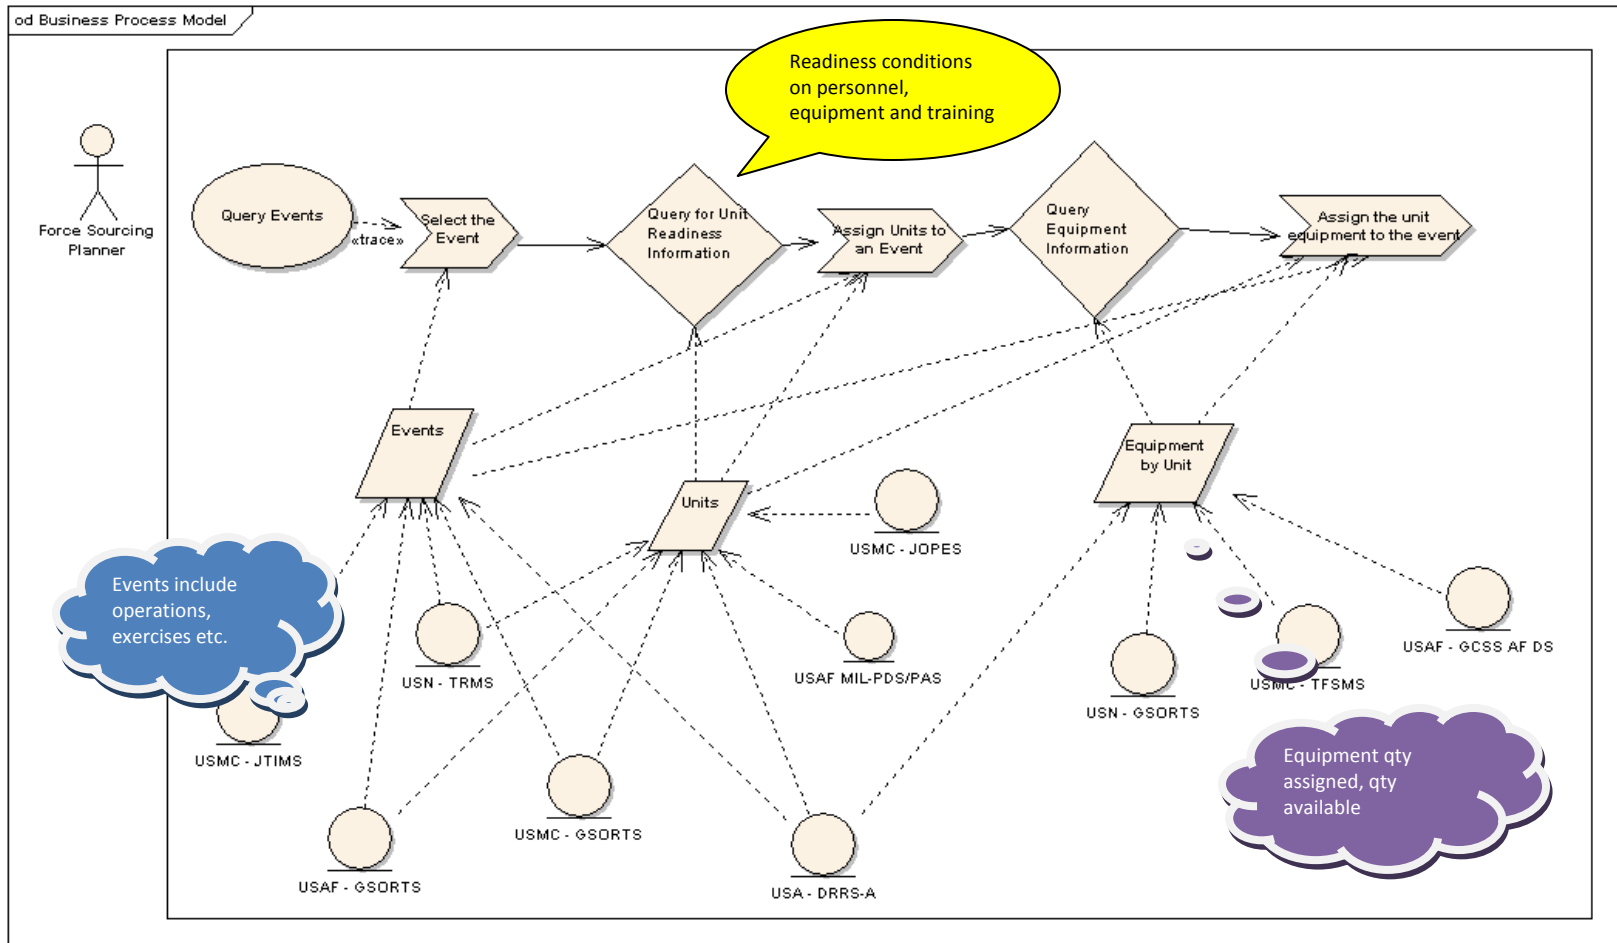 od Business Process Model
Readiness conditions
on personnel,
equipment and training
Force Sourcing
Planner
Query Events
«trace»
Select the
Event
Query for Unit
Readiness
Information
Assign Units to
an Event
Query
Equipment
Information
Assign the unit
equipment to the event
Events
Units
Equipment
by Unit
USMC - JOPES
Events include
operations,
exercises etc.
USN - TRMS
USAF MIL-PDS/PAS
USAF - GCSS AF DS
USMC - TFSMS
USN - GSORTS
USMC - JTIMS
Equipment qty
assigned, qty
available
USMC - GSORTS
USAF - GSORTS
USA - DRRS-A